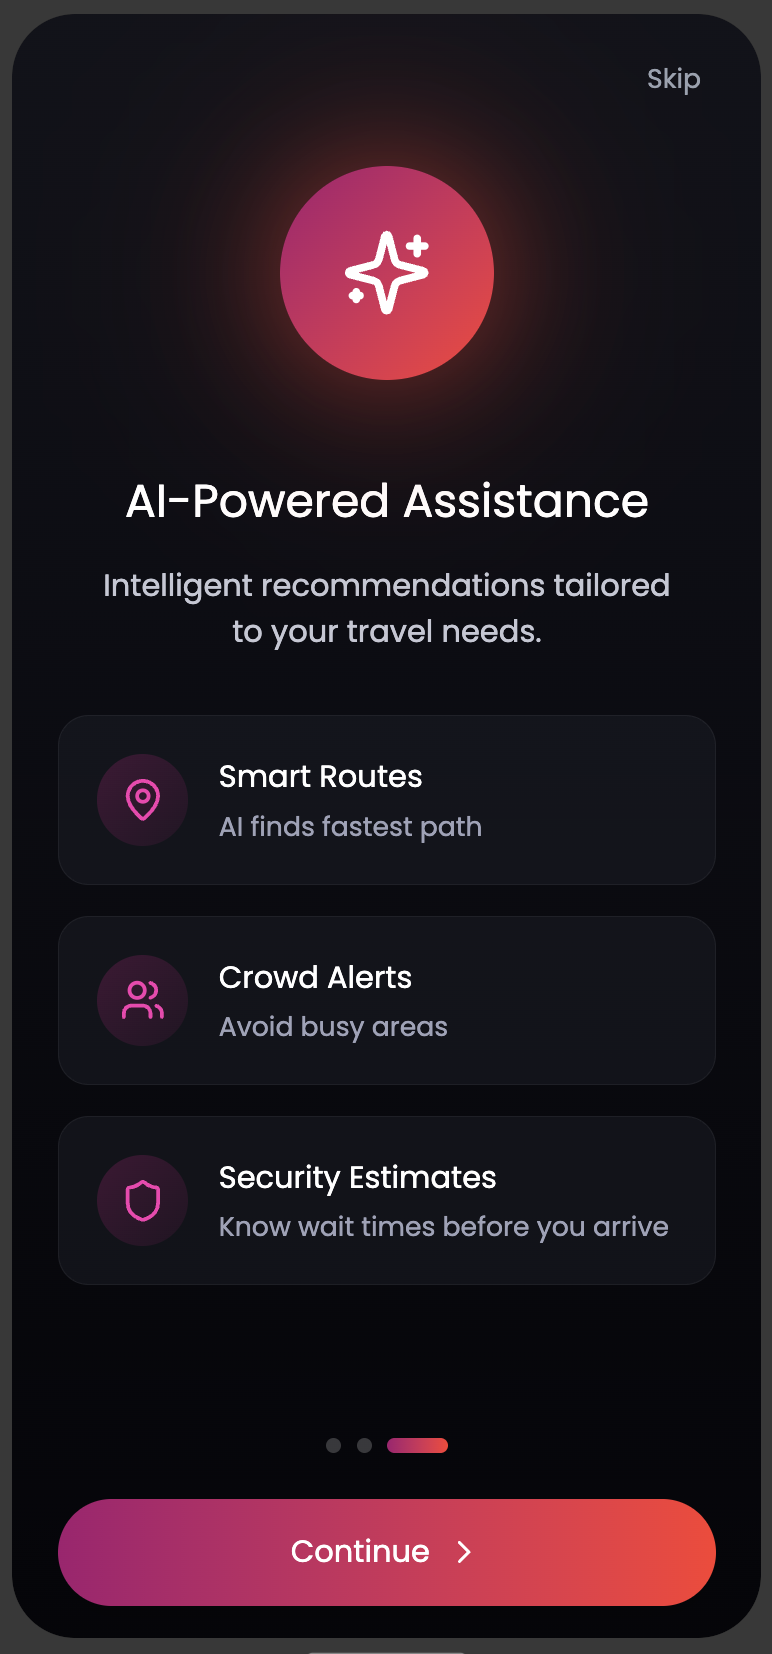 Skip
AI-Powered Assistance
Intelligent recommendations tailored
to your travel needs.
Smart Routes
AI finds fastest path
Crowd Alerts
Avoid busy areas
Security Estimates
Know wait times before you arrive
Continue